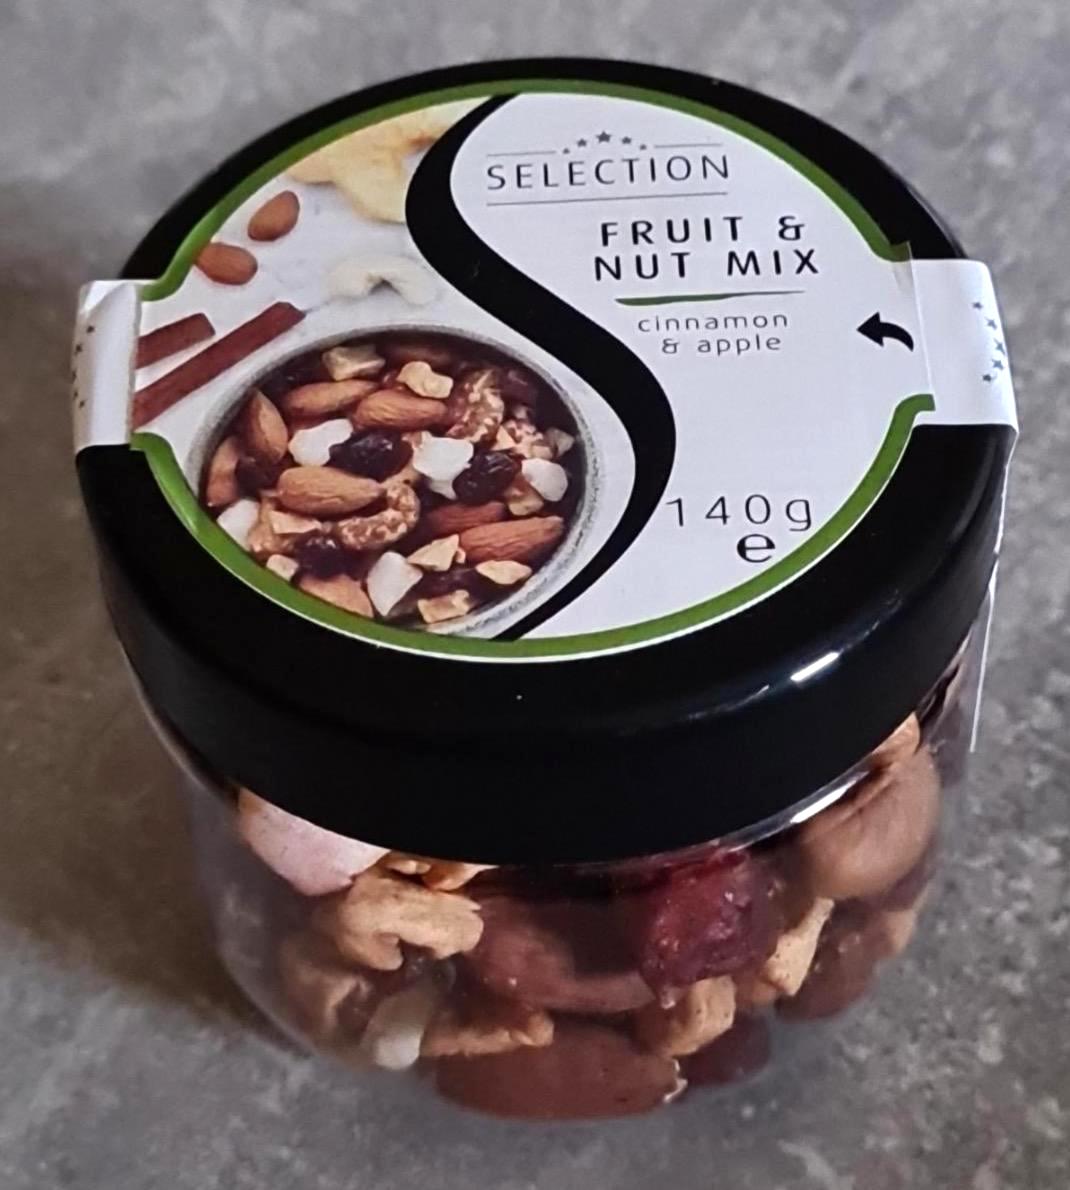 SELECTION
FRUIT &
NUT MIX
cinnamon
& apple
140g
e